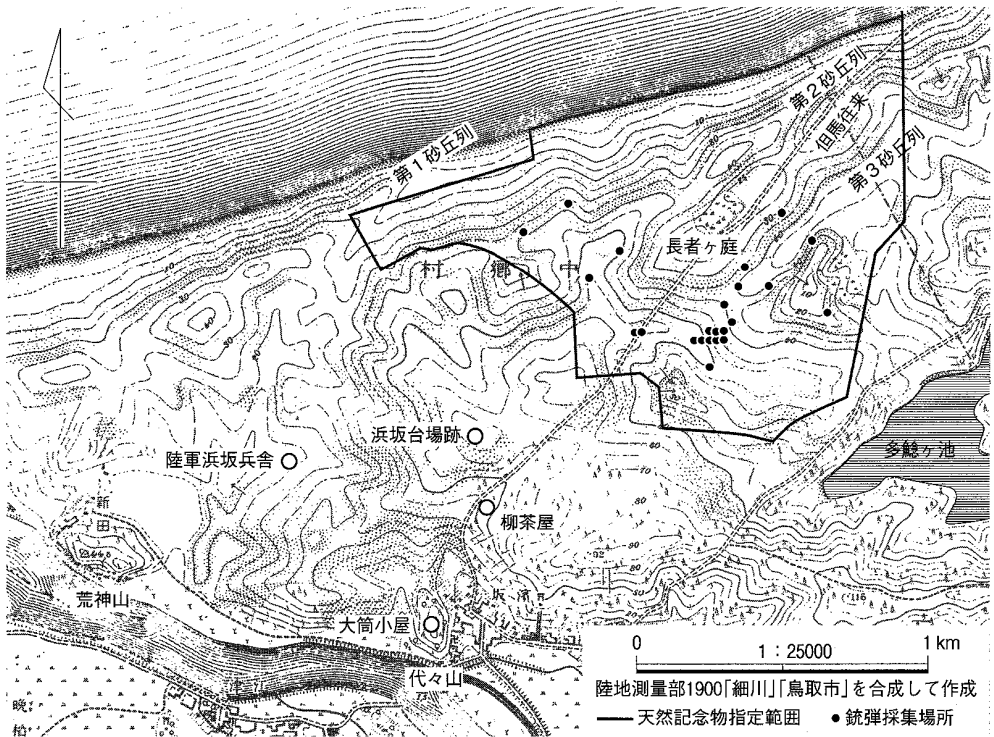 第1砂丘列
第2砂丘列
但馬往来
第3砂丘列
長者ヶ庭
村 郷 中
浜坂台場跡
陸軍浜坂兵舎
多鯰ヶ池
柳茶屋
新田
荒神山
大筒小屋
坂濱
代々山
0 1 km
1:25000
陸地測量部1900「細川」「鳥取市」を合成して作成
天然記念物指定範囲 ●銃弾採集場所